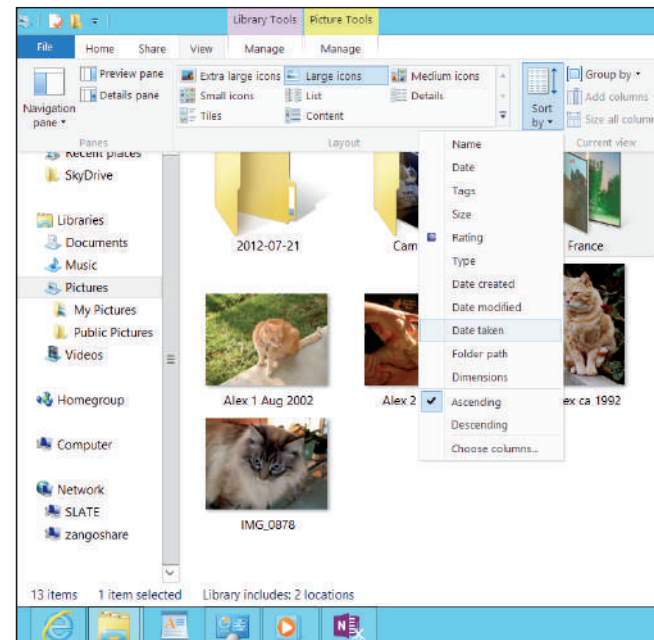 Library Tools Picture Tools
File Home Share View Manage Manage
Navigation pane
Preview pane
Details pane
Panes
Extra large icons Large icons Medium icons
Small icons List Details
Tiles Content
Layout
Sort by
Group by
Add columns
Size all colum
Current view
Recent places
SkyDrive
Libraries
Documents
Music
Pictures
My Pictures
Public Pictures
Videos
Homegroup
Computer
Network
SLATE
zangoshare
2012-07-21
Cam
France
Alex 1 Aug 2002
Alex 2
ex ca 1992
IMG_0878
Name
Date
Tags
Size
Rating
Type
Date created
Date modified
Date taken
Folder path
Dimensions
Ascending
Descending
Choose columns...
13 items 1 item selected Library includes: 2 locations